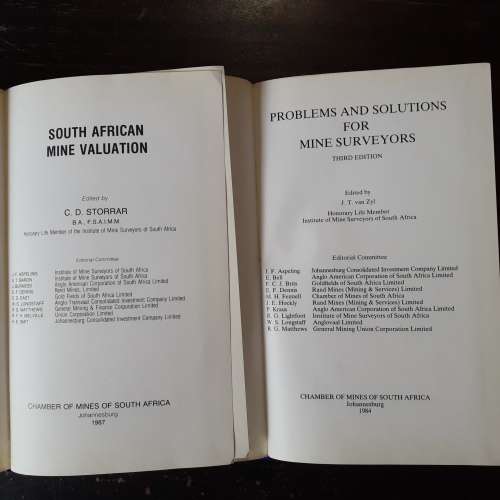 SOUTH AFRICAN
MINE VALUATION
Edited by
C. D. STORRAR
B.A., F.S.A.I.M.M.
Honorary Life Member of the Institute of Mine Surveyors of South Africa
Editorial Committee
Institute of Mine Surveyors of South Africa
Institute of Mine Surveyors of South Africa
Anglo American Corporation of South Africa Limited
Rand Mines, Limited
Gold Fields of South Africa Limited
Anglo Transvaal Consolidated Investment Company Limited
General Mining & Finance Corporation Limited
Union Corporation Limited
Johannesburg Consolidated Investment Company Limited
CHAMBER OF MINES OF SOUTH AFRICA
Johannesburg
1987
PROBLEMS AND SOLUTIONS
FOR
MINE SURVEYORS
THIRD EDITION
Edited by
J. T. van Zyl
Honorary Life Member
Institute of Mine Surveyors of South Africa
Editorial Committee
Johannesburg Consolidated Investment Company Limited
E. Bell Anglo American Corporation of South Africa Limited
Goldfields of South Africa Limited
Rand Mines (Mining & Services) Limited
Chamber of Mines of South Africa
Rand Mines (Mining & Services) Limited
Anglo American Corporation of South Africa Limited
R. G. Lightfoot Institute of Mine Surveyors of South Africa
W. S. Longstaff Anglovaal Limited
R. G. Matthews General Mining Union Corporation Limited
CHAMBER OF MINES OF SOUTH AFRICA
Johannesburg
1984